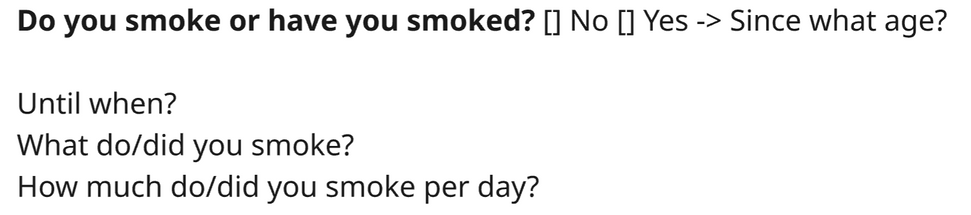 Do you smoke or have you smoked? [] No [] Yes -> Since what age?
Until when?
What do/did you smoke?
How much do/did you smoke per day?